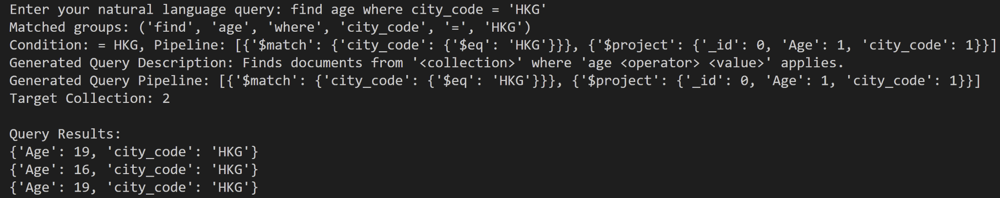 Enter your natural language query: find age where city_code = 'HKG'
Matched groups: ('find', 'age', 'where', 'city_code', '=', 'HKG')
Condition: = HKG, Pipeline: [{'$match': {'city_code': {'$eq': 'HKG'}}}, {'$project': {'_id': 0, 'Age': 1, 'city_code': 1}}]
Generated Query Description: Finds documents from '<collection>' where 'age <operator> <value>' applies.
Generated Query Pipeline: [{'$match': {'city_code': {'$eq': 'HKG'}}}, {'$project': {'_id': 0, 'Age': 1, 'city_code': 1}}]
Target Collection: 2
Query Results:
{'Age': 19, 'city_code': 'HKG'}
{'Age': 16, 'city_code': 'HKG'}
{'Age': 19, 'city_code': 'HKG'}